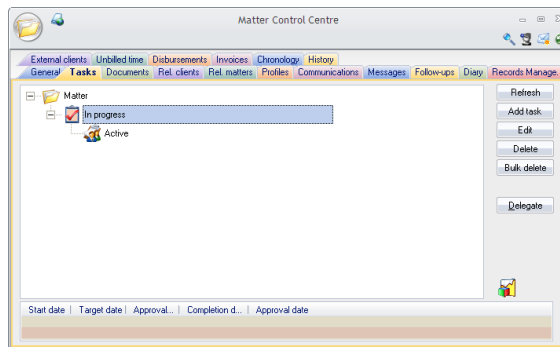 Matter Control Centre
External clients Unbilled time Disbursements Invoices Chronology History
General Tasks Documents Rel. clients Rel. matters Profiles Communications Messages Follow-ups Diary Records Manage.
Matter
In progress
Active
Refresh
Add task
Edit
Delete
Bulk delete
Delegate
Start date Target date Approval... Completion d... Approval date